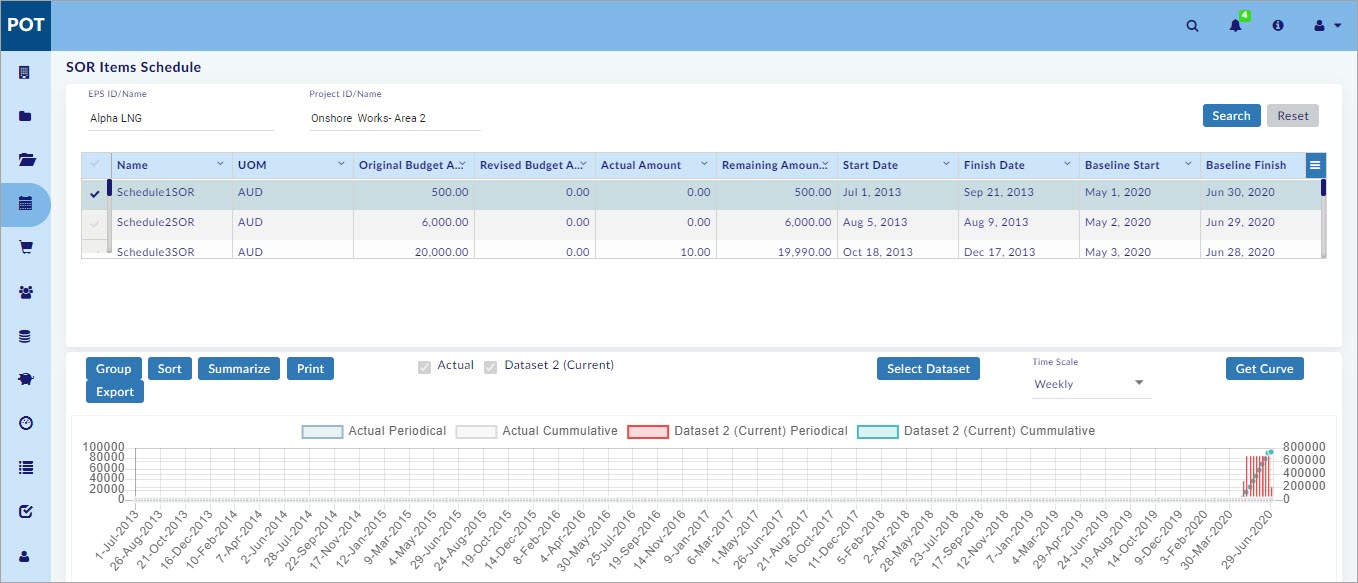 POT
4
SOR Items Schedule
EPS ID/Name Project ID/Name
Alpha LNG Onshore Works- Area 2 Search Reset
Name UOM Original Budget A... Revised Budget A... Actual Amount Remaining Amoun... Start Date Finish Date Baseline Start Baseline Finish
Schedule1SOR AUD 500.00 0.00 0.00 500.00 Jul 1, 2013 Sep 21, 2013 May 1, 2020 Jun 30, 2020
Schedule2SOR AUD 6,000.00 0.00 0.00 6,000.00 Aug 5, 2013 Aug 9, 2013 May 2, 2020 Jun 29, 2020
Schedule3SOR AUD 20,000.00 0.00 10.00 19,990.00 Oct 18, 2013 Dec 17, 2013 May 3, 2020 Jun 28, 2020
Group Sort Summarize Print Actual Dataset 2 (Current) Select Dataset Time Scale Get Curve
Export Weekly
Actual Periodical Actual Cummulative Dataset 2 (Current) Periodical Dataset 2 (Current) Cummulative
100000 800000
80000 600000
60000 400000
40000 200000
20000 0
0
1-Jul-2013 26-Aug-2013 21-Oct-2013 16-Dec-2013 10-Feb-2014 7-Apr-2014 2-Jun-2014 28-Jul-2014 22-Sep-2014 17-Nov-2014 12-Jan-2015 9-Mar-2015 4-May-2015 29-Jun-2015 24-Aug-2015 19-Oct-2015 14-Dec-2015 8-Feb-2016 4-Apr-2016 30-May-2016 25-Jul-2016 19-Sep-2016 14-Nov-2016 9-Jan-2017 6-Mar-2017 1-May-2017 26-Jun-2017 21-Aug-2017 16-Oct-2017 11-Dec-2017 5-Feb-2018 2-Apr-2018 28-May-2018 23-Jul-2018 17-Sep-2018 12-Nov-2018 7-Jan-2019 4-Mar-2019 29-Apr-2019 24-Jun-2019 19-Aug-2019 14-Oct-2019 9-Dec-2019 3-Feb-2020 30-Mar-2020 29-Jun-2020